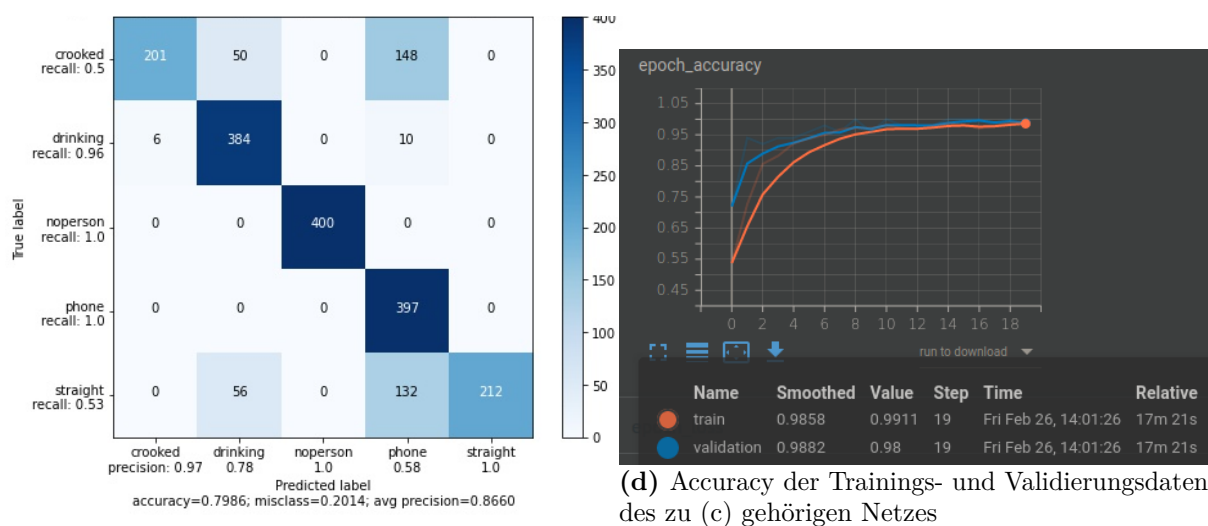 crooked
recall: 0.5
201 50 0 148 0
drinking
recall: 0.96
6 384 0 10 0
noperson
recall: 1.0
0 0 400 0 0
phone
recall: 1.0
0 0 0 397 0
straight
recall: 0.53
0 56 0 132 212
True label
crooked drinking noperson phone straight
precision: 0.97 0.78 1.0 0.58 1.0
Predicted label
accuracy=0.7986; misclass=0.2014; avg precision=0.8660
400
350
300
250
200
150
100
50
0
epoch_accuracy
1.05
0.95
0.85
0.75
0.65
0.55
0.45
0 2 4 6 8 10 12 14 16 18
run to download
Name Smoothed Value Step Time Relative
train 0.9858 0.9911 19 Fri Feb 26, 14:01:26 17m 21s
validation 0.9882 0.98 19 Fri Feb 26, 14:01:26 17m 21s
(d) Accuracy der Trainings- und Validierungsdaten
des zu (c) gehörigen Netzes